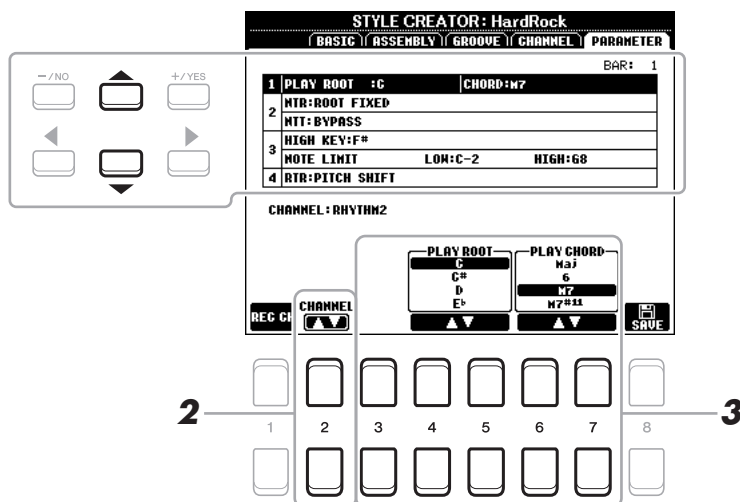 STYLE CREATOR: HardRock
BASIC ASSEMBLY GROOVE CHANNEL PARAMETER
BAR: 1
–/NO +/YES
1 PLAY ROOT :C CHORD:M7
2 NTR:ROOT FIXED
NTT:BYPASS
3 HIGH KEY:F#
NOTE LIMIT LOW:C-2 HIGH:G8
4 RTR:PITCH SHIFT
CHANNEL:RHYTHM2
PLAY ROOT PLAY CHORD
C Maj
C# 6
D M7
E♭ M7#11
REC CH CHANNEL SAVE
2 3
1 2 3 4 5 6 7 8